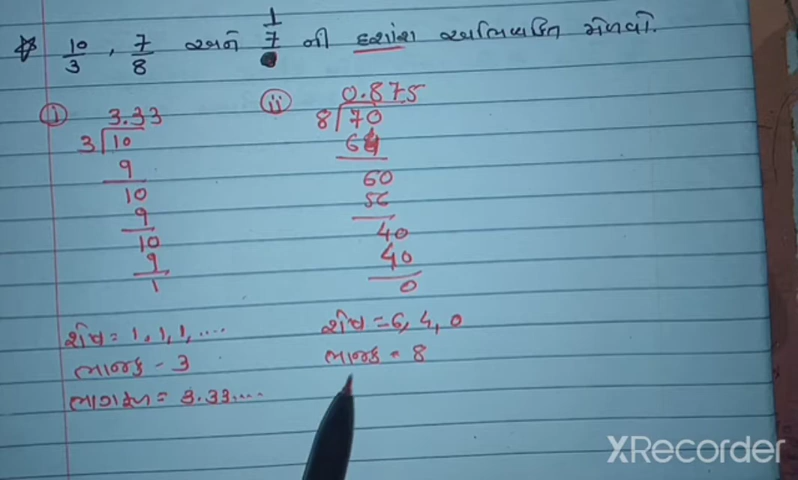 ☆ 10/3 , 7/8 અને 1/7 ની દશાંશ અભિવ્યક્તિ મેળવો.
① 3.33
3 10
9
10
9
10
9
1
શેષ = 1, 1, 1, ....
ભાજક - 3
ભાગફળ = 3.33....
ⅱ 0.875
8 70
64
60
56
40
40
0
શેષ = 6, 4, 0
ભાજક = 8
XRecorder